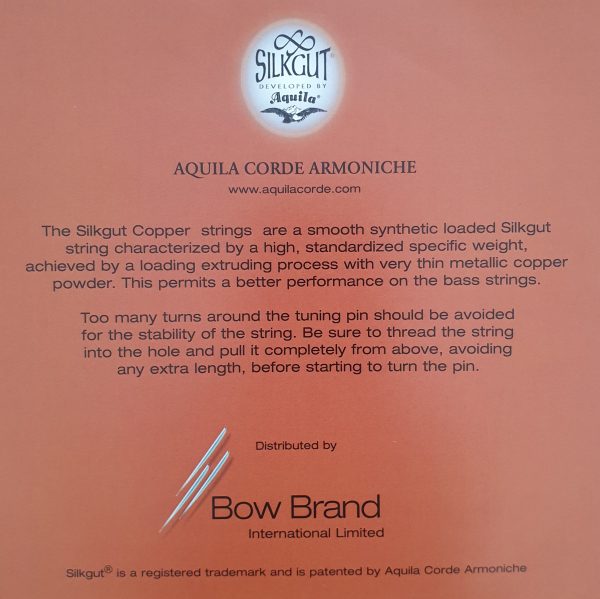 SILKGUT®
DEVELOPED BY
Aquila®
AQUILA CORDE ARMONICHE
www.aquilacorde.com
The Silkgut Copper strings are a smooth synthetic loaded Silkgut
string characterized by a high, standardized specific weight,
achieved by a loading extruding process with very thin metallic copper
powder. This permits a better performance on the bass strings.
Too many turns around the tuning pin should be avoided
for the stability of the string. Be sure to thread the string
into the hole and pull it completely from above, avoiding
any extra length, before starting to turn the pin.
Distributed by
Bow Brand
International Limited
Silkgut® is a registered trademark and is patented by Aquila Corde Armoniche